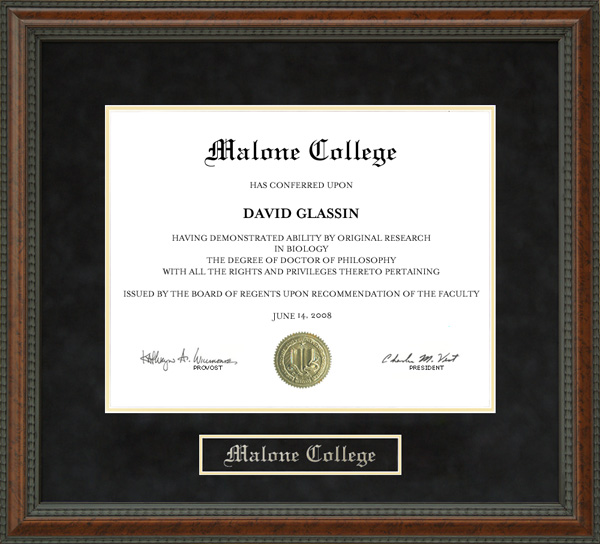 Malone College
HAS CONFERRED UPON
DAVID GLASSIN
HAVING DEMONSTRATED ABILITY BY ORIGINAL RESEARCH
IN BIOLOGY
THE DEGREE OF DOCTOR OF PHILOSOPHY
WITH ALL THE RIGHTS AND PRIVILEGES THERETO PERTAINING
ISSUED BY THE BOARD OF REGENTS UPON RECOMMENDATION OF THE FACULTY
JUNE 14, 2008
PROVOST
PRESIDENT
Malone College